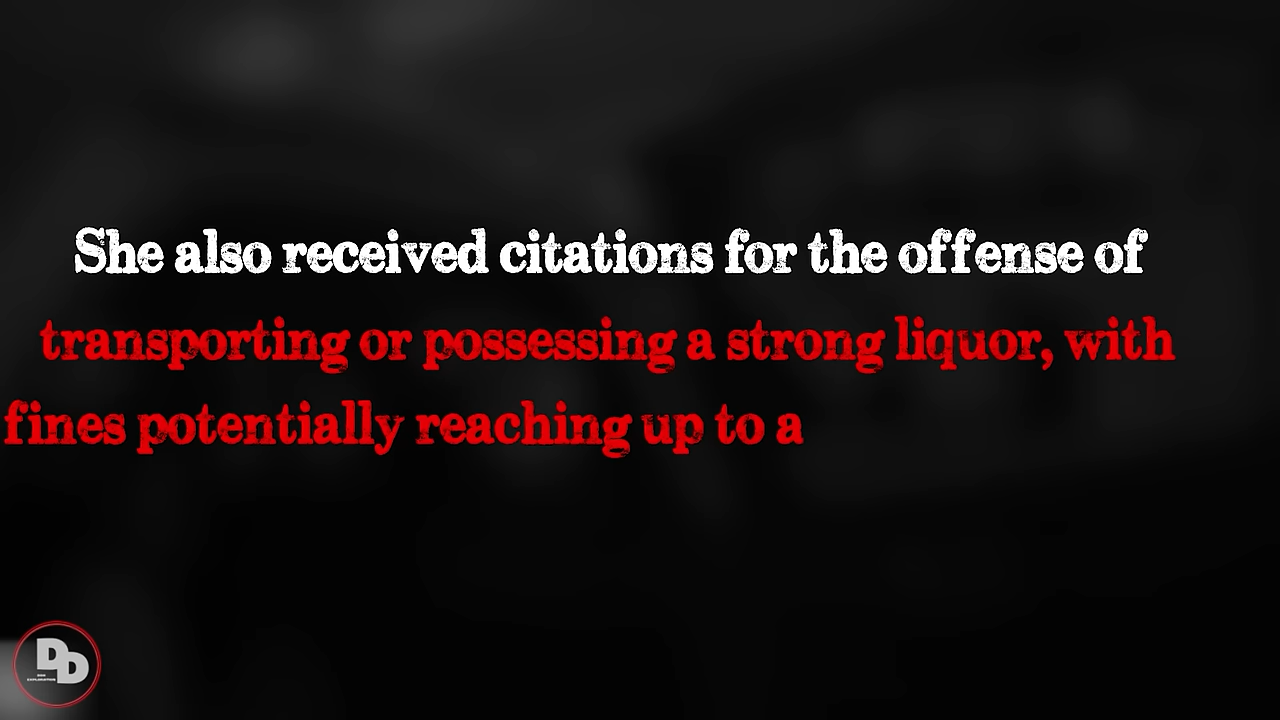 She also received citations for the offense of
transporting or possessing a strong liquor, with
fines potentially reaching up to a
DD